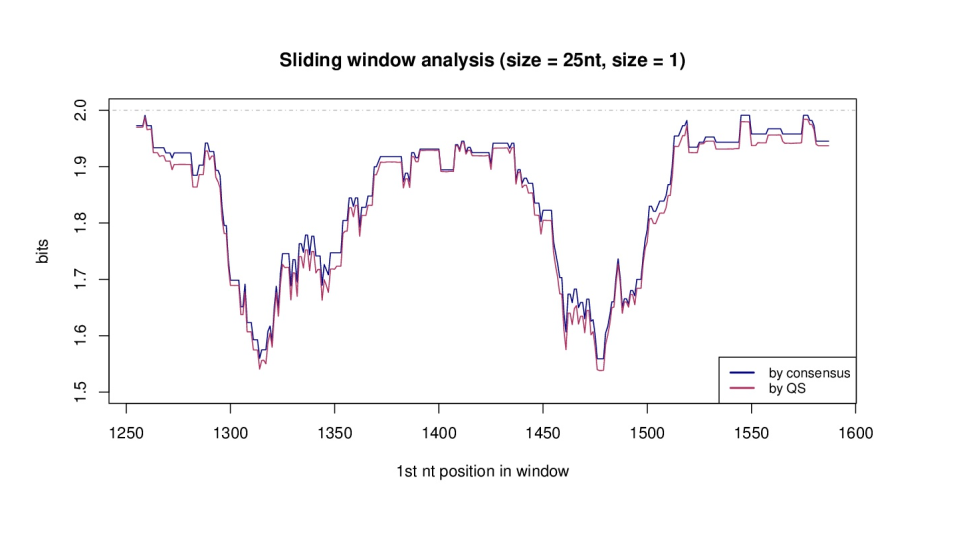 Sliding window analysis (size = 25nt, size = 1)
bits
2.0
1.9
1.8
1.7
1.6
1.5
by consensus
by QS
1250 1300 1350 1400 1450 1500 1550 1600
1st nt position in window